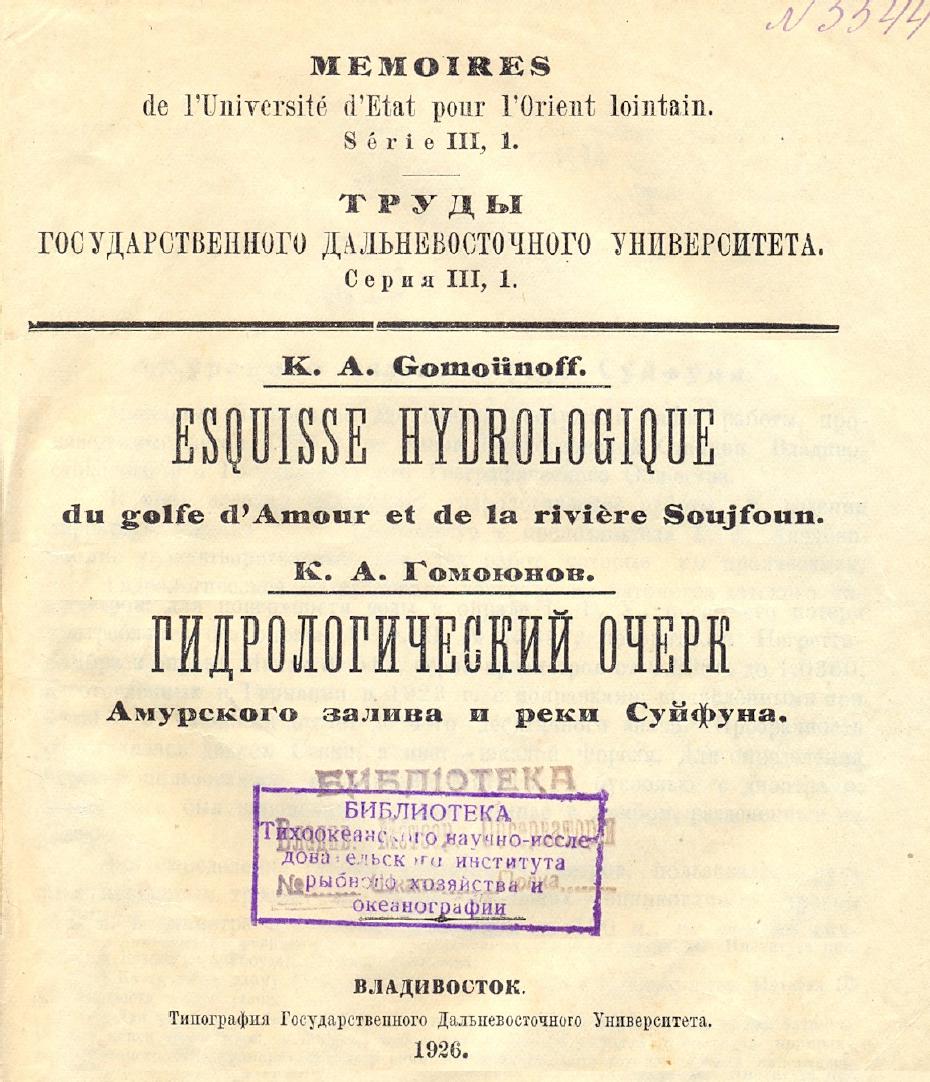 N 3344
MEMOIRES
de l'Université d'Etat pour l'Orient lointain.
Série III, 1.
ТРУДЫ
ГОСУДАРСТВЕННОГО ДАЛЬНЕВОСТОЧНОГО УНИВЕРСИТЕТА.
Серия III, 1.
K. A. Gomoïinoff.
ESQUISSE HYDROLOGIQUE
du golfe d'Amour et de la rivière Soujfoun.
К. А. Гомоюнов.
ГИДРОЛОГИЧЕСКИЙ ОЧЕРК
Амурского залива и реки Суйфуна.
БИБЛІОТЕКА
БИБЛИОТЕКА
Тихоокеанского научно-иссле-
довательского института
№ рыбного хозяйства и
океанографии
ВЛАДИВОСТОК.
Типография Государственного Дальневосточного Университета.
1926.